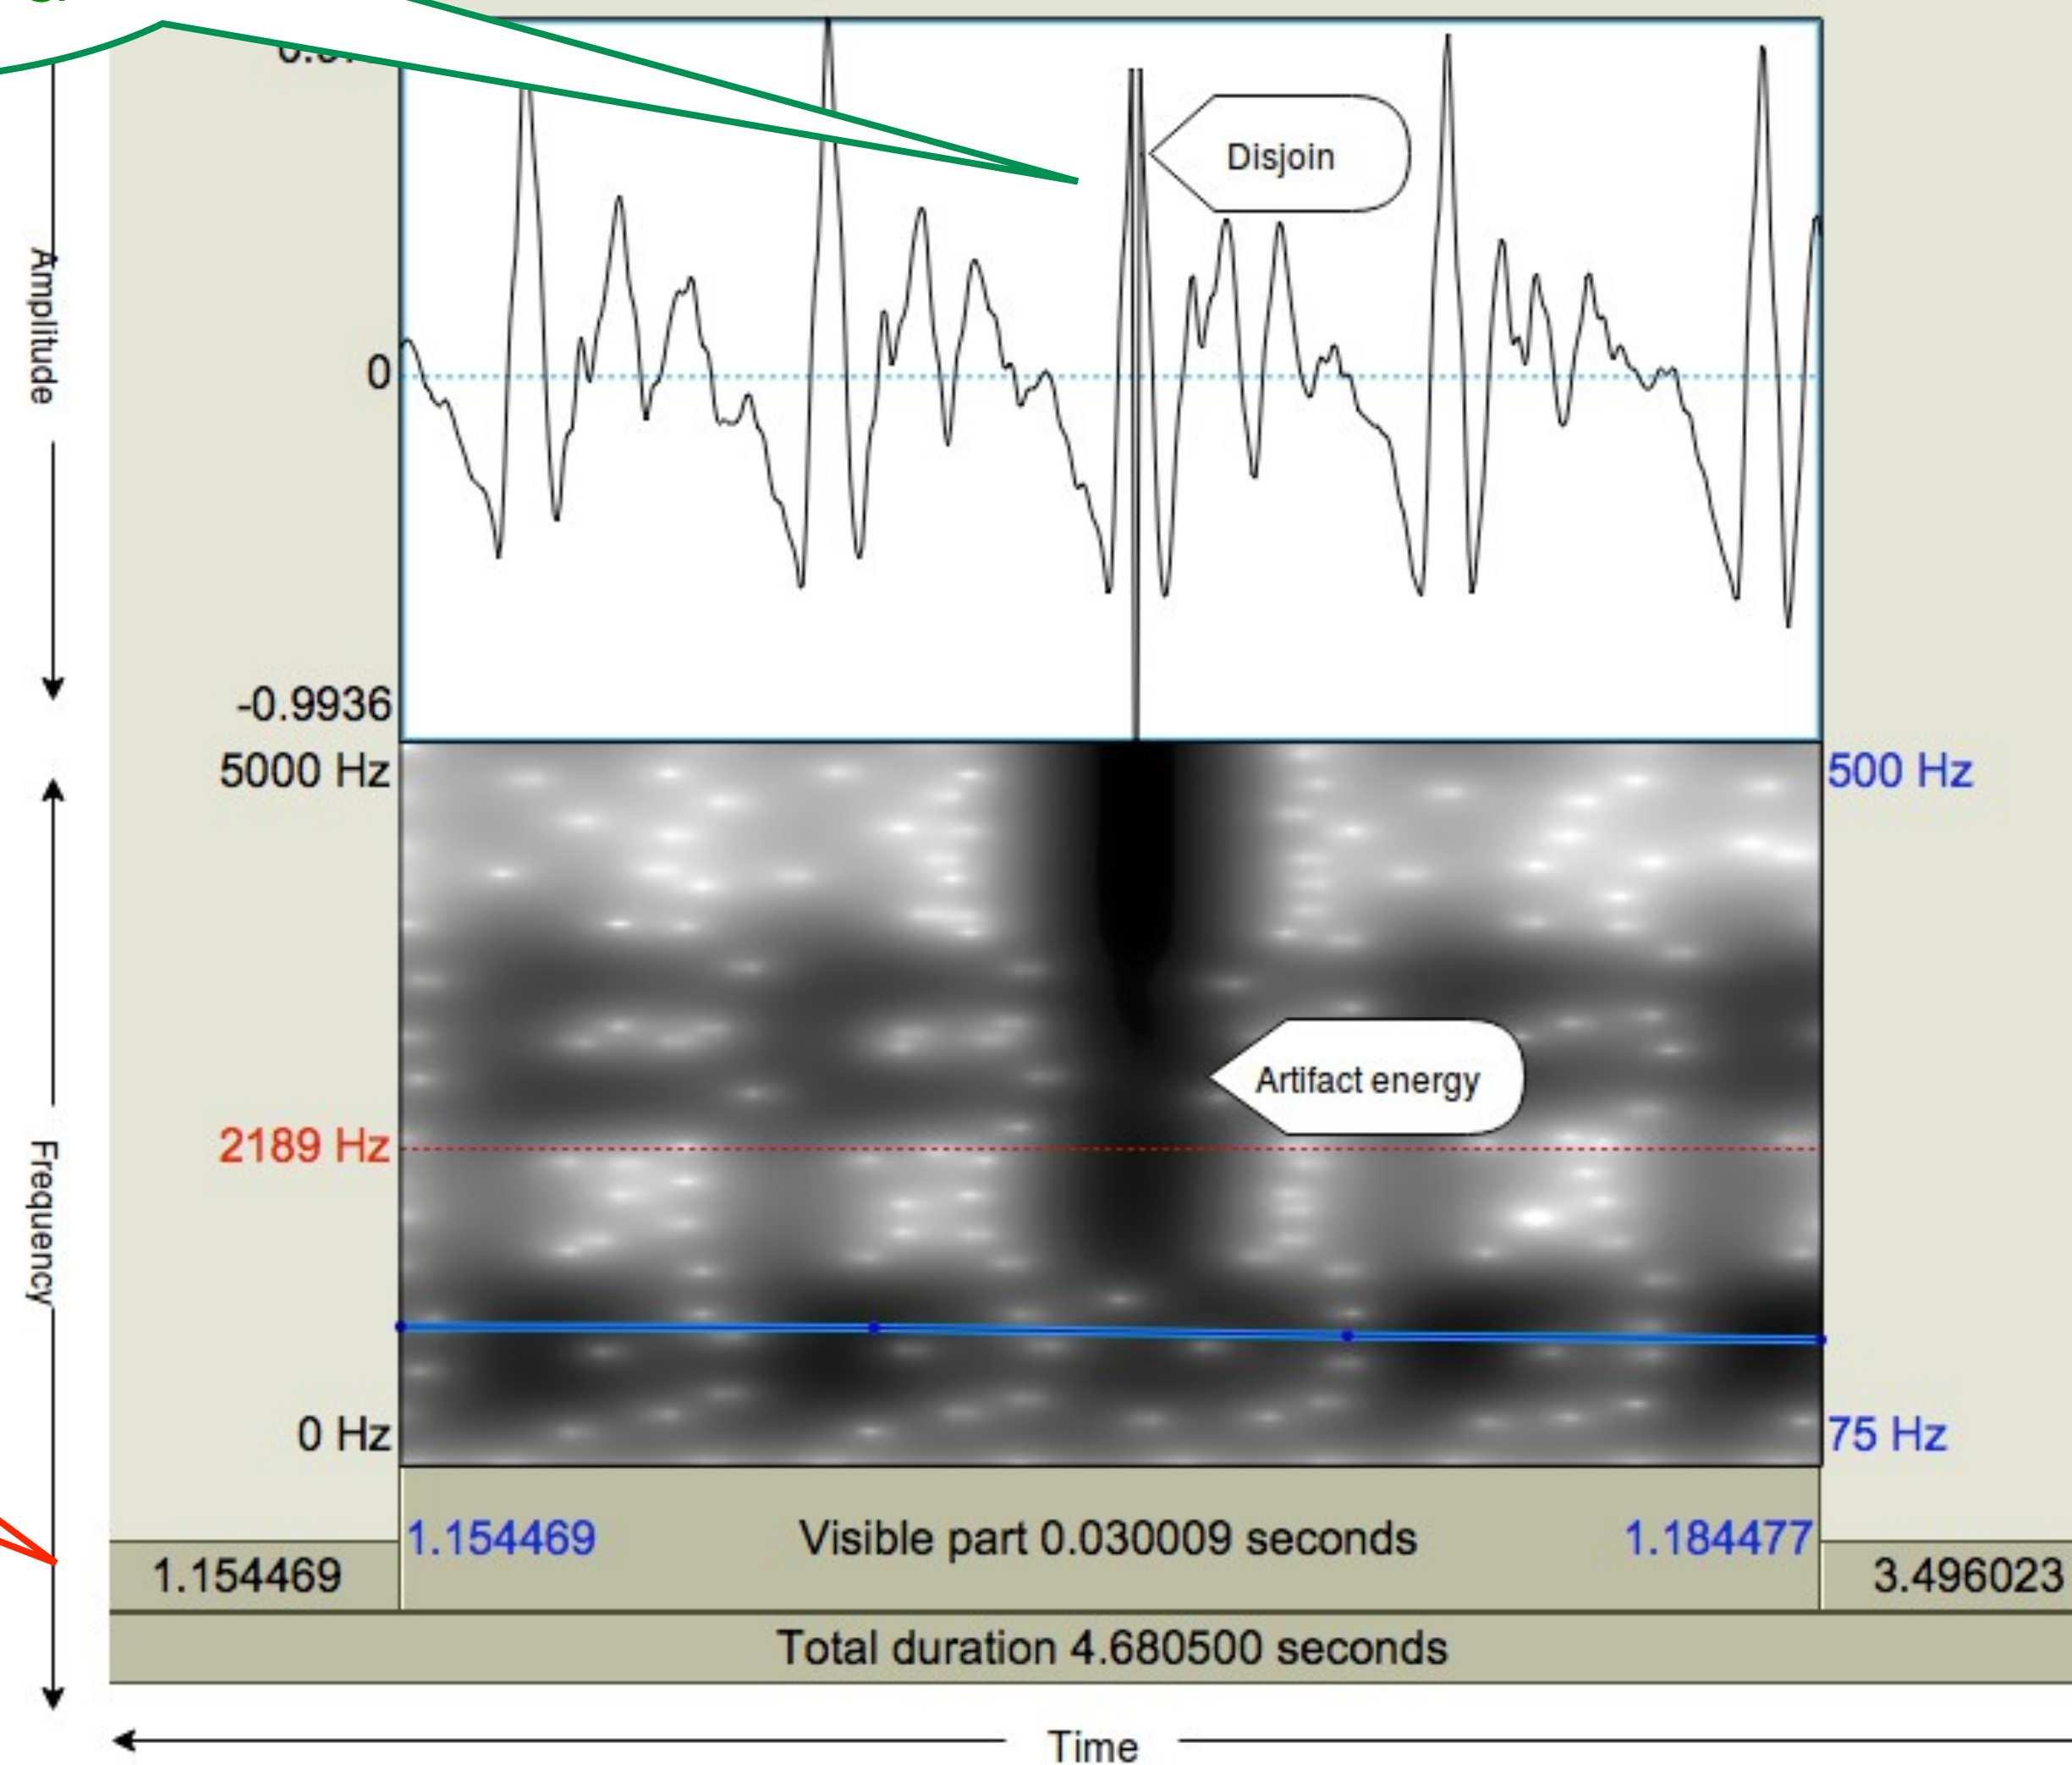 Disjoin
Amplitude
0
-0.9936
5000 Hz
500 Hz
Artifact energy
2189 Hz
Frequency
0 Hz
75 Hz
1.154469 Visible part 0.030009 seconds 1.184477
1.154469 3.496023
Total duration 4.680500 seconds
Time